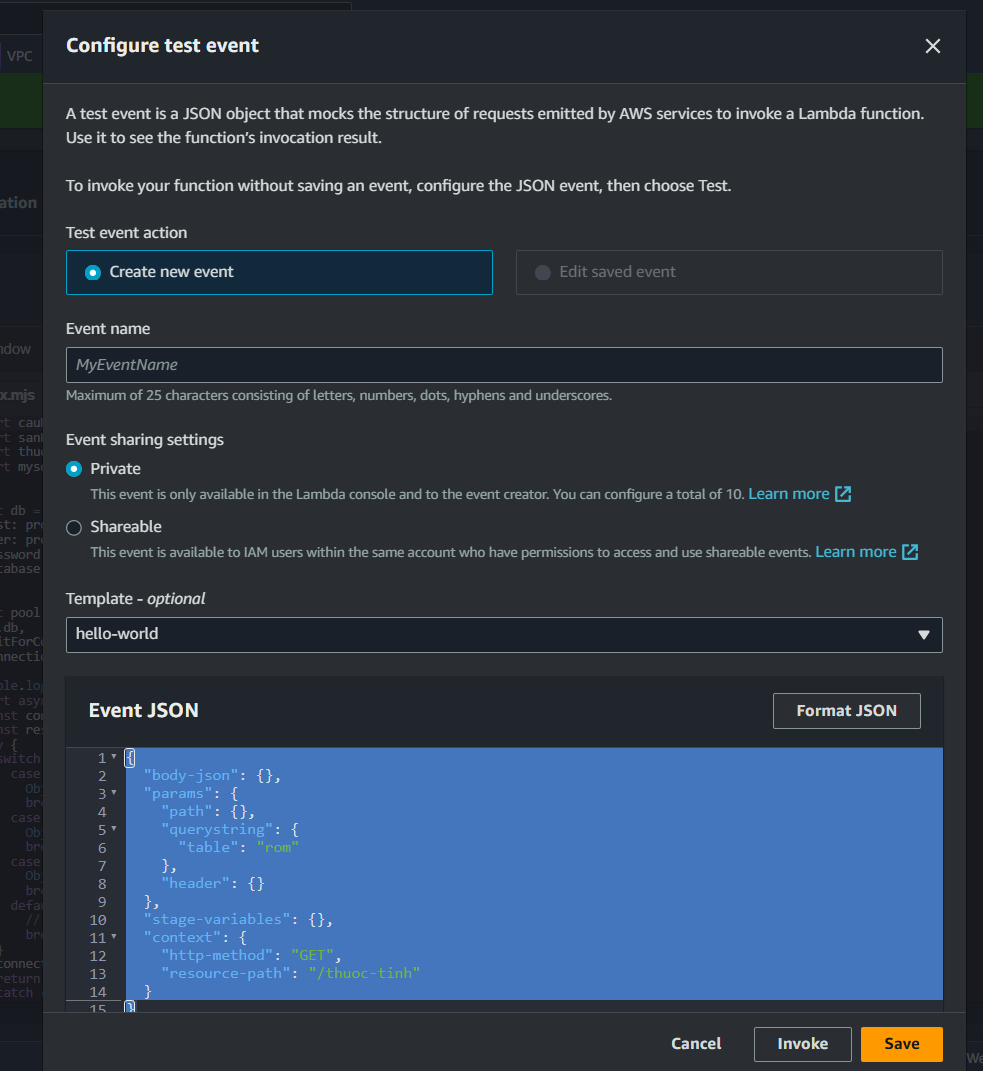 Configure test event
VPC
A test event is a JSON object that mocks the structure of requests emitted by AWS services to invoke a Lambda function.
Use it to see the function's invocation result.
To invoke your function without saving an event, configure the JSON event, then choose Test.
Test event action
Create new event
Edit saved event
Event name
MyEventName
Maximum of 25 characters consisting of letters, numbers, dots, hyphens and underscores.
Event sharing settings
Private
This event is only available in the Lambda console and to the event creator. You can configure a total of 10. Learn more
Shareable
This event is available to IAM users within the same account who have permissions to access and use shareable events. Learn more
Template - optional
hello-world
Event JSON
Format JSON
1 {
2 "body-json": {},
3 "params": {
4 "path": {},
5 "querystring": {
6 "table": "rom"
7 },
8 "header": {}
9 },
10 "stage-variables": {},
11 "context": {
12 "http-method": "GET",
13 "resource-path": "/thuoc-tinh"
14 }
15 }
Cancel
Invoke
Save